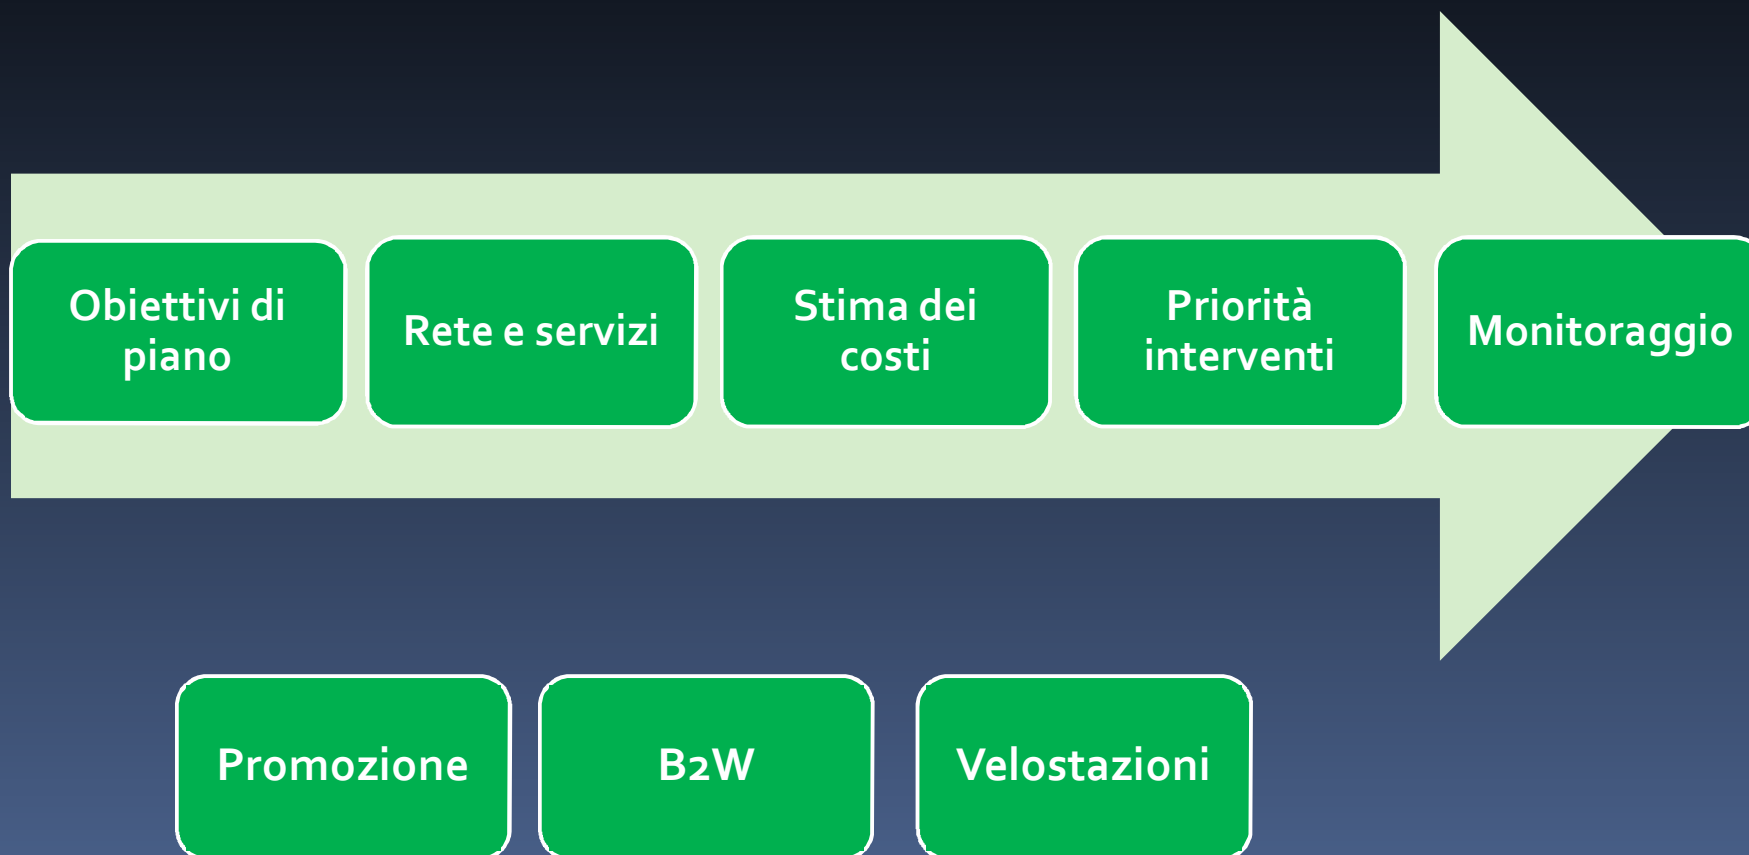 Obiettivi di
piano
Rete e servizi
Stima dei
costi
Priorità
interventi
Monitoraggio
Promozione
B2W
Velostazioni